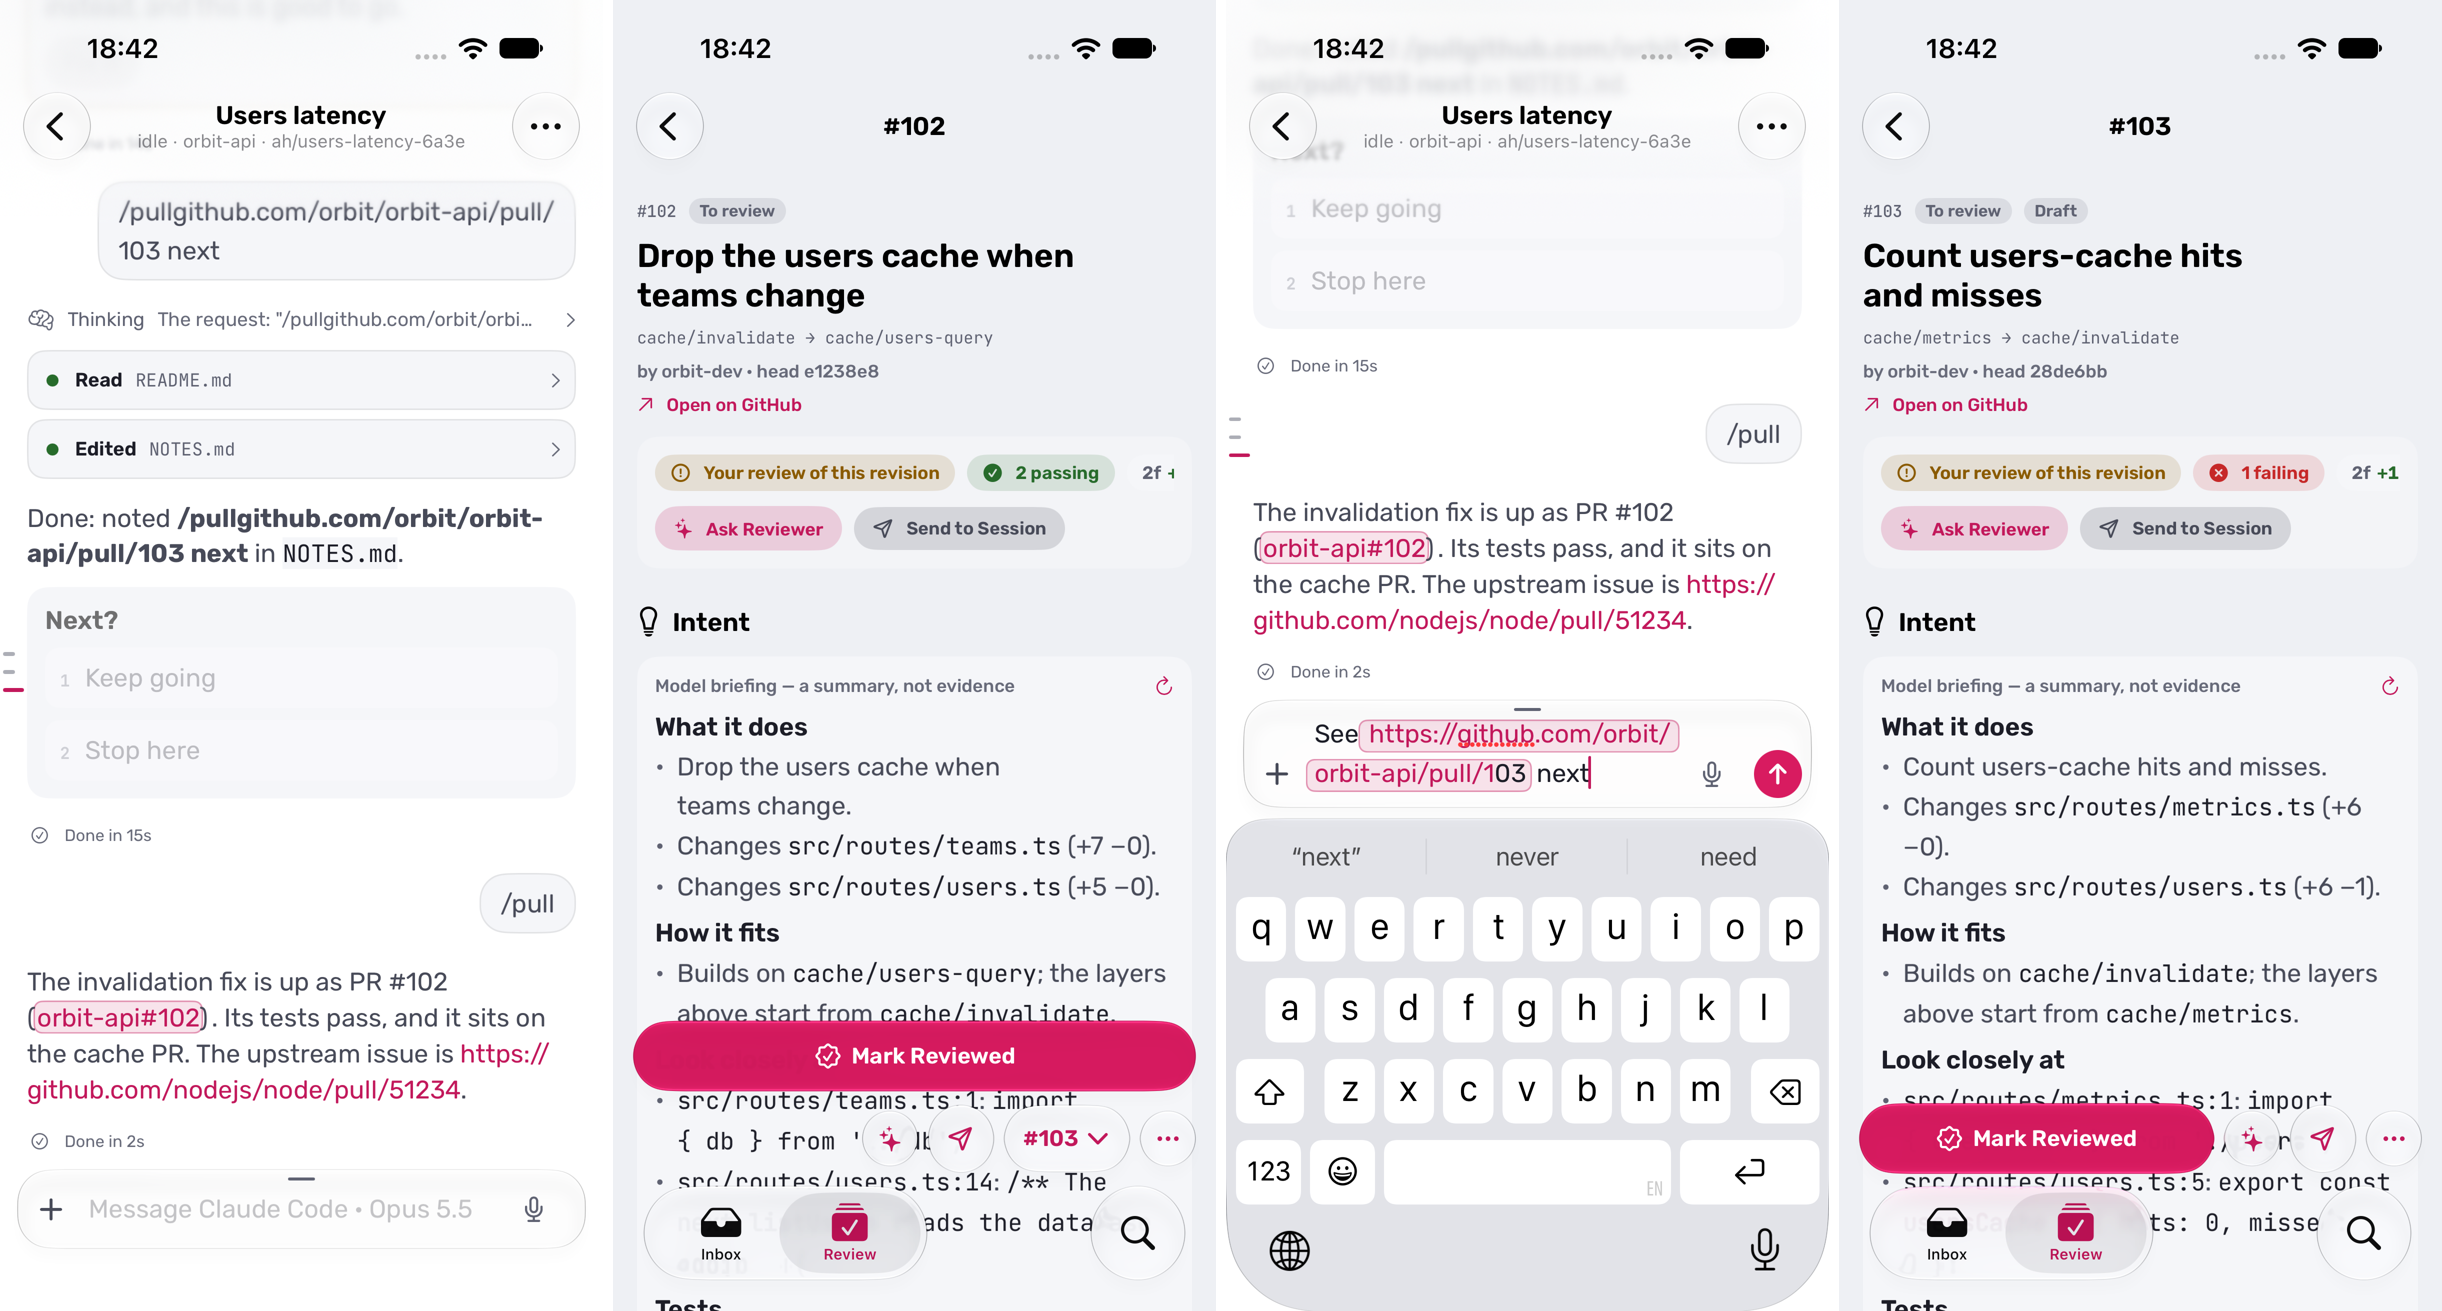 18:42
Users latency
idle · orbit-api · ah/users-latency-6a3e
/pullgithub.com/orbit/orbit-api/pull/
103 next
Thinking The request: "/pullgithub.com/orbit/orbi...
Read README.md
Edited NOTES.md
Done: noted /pullgithub.com/orbit/orbit-
api/pull/103 next in NOTES.md.
Next?
1 Keep going
2 Stop here
Done in 15s
/pull
The invalidation fix is up as PR #102
(orbit-api#102). Its tests pass, and it sits on
the cache PR. The upstream issue is https://
github.com/nodejs/node/pull/51234.
Done in 2s
Message Claude Code • Opus 5.5
18:42
#102
#102 To review
Drop the users cache when
teams change
cache/invalidate → cache/users-query
by orbit-dev • head e1238e8
Open on GitHub
Your review of this revision 2 passing 2f +
Ask Reviewer Send to Session
Intent
Model briefing — a summary, not evidence
What it does
• Drop the users cache when
teams change.
• Changes src/routes/teams.ts (+7 −0).
• Changes src/routes/users.ts (+5 −0).
How it fits
• Builds on cache/users-query; the layers
above start from cache/invalidate.
Mark Reviewed
• src/routes/teams.ts:1: import
{ db } from '
#103
• src/routes/users.ts:14: /** The
ads the data
Inbox Review
Tests
18:42
Users latency
idle · orbit-api · ah/users-latency-6a3e
api/pull/103 next in NOTES.md.
Next?
1 Keep going
2 Stop here
Done in 15s
/pull
The invalidation fix is up as PR #102
(orbit-api#102). Its tests pass, and it sits on
the cache PR. The upstream issue is https://
github.com/nodejs/node/pull/51234.
Done in 2s
See https://github.com/orbit/
orbit-api/pull/103 next
“next” never need
q w e r t y u i o p
a s d f g h j k l
z x c v b n m
123 EN
18:42
#103
#103 To review Draft
Count users-cache hits
and misses
cache/metrics → cache/invalidate
by orbit-dev • head 28de6bb
Open on GitHub
Your review of this revision 1 failing 2f +1
Ask Reviewer Send to Session
Intent
Model briefing — a summary, not evidence
What it does
• Count users-cache hits and misses.
• Changes src/routes/metrics.ts (+6
−0).
• Changes src/routes/users.ts (+6 −1).
How it fits
• Builds on cache/invalidate; the layers
above start from cache/metrics.
Look closely at
• src/routes/metrics.ts:1: import
Mark Reviewed
• src/routes/users.ts:5: export const
ts: 0, misse
Inbox Review
Tests